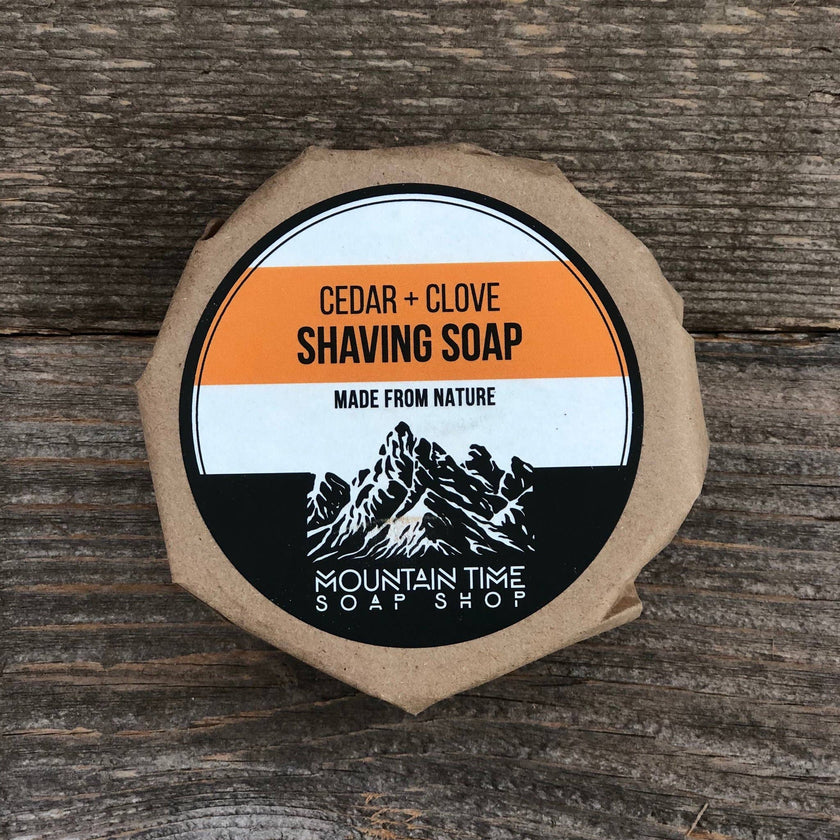 CEDAR + CLOVE
SHAVING SOAP
MADE FROM NATURE
MOUNTAIN TIME
SOAP SHOP